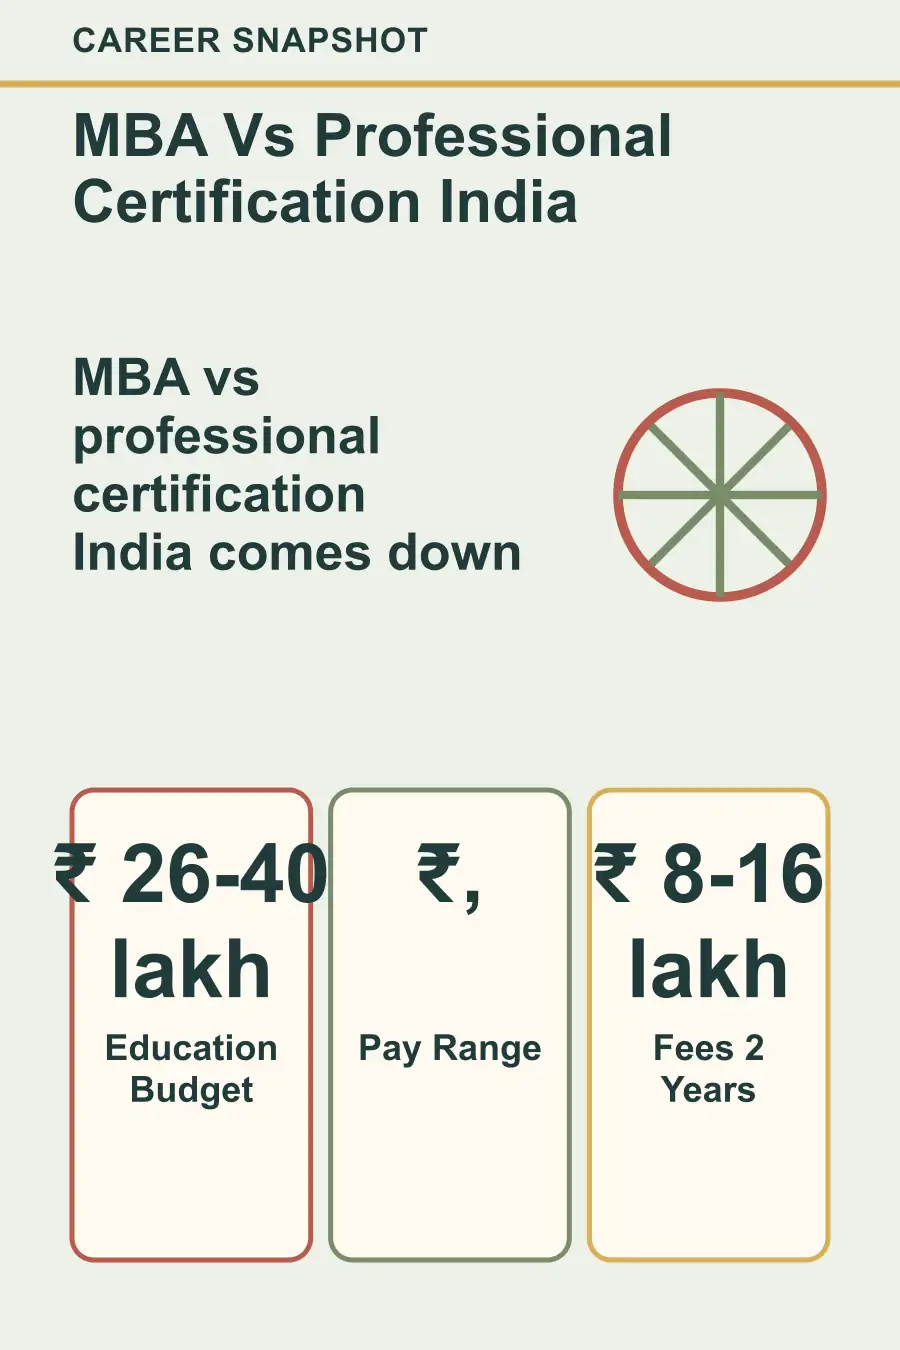 CAREER SNAPSHOT
MBA Vs Professional
Certification India
MBA vs
professional
certification
India comes down
₹ 26-40
lakh
Education
Budget
₹,
Pay Range
₹ 8-16
lakh
Fees 2
Years